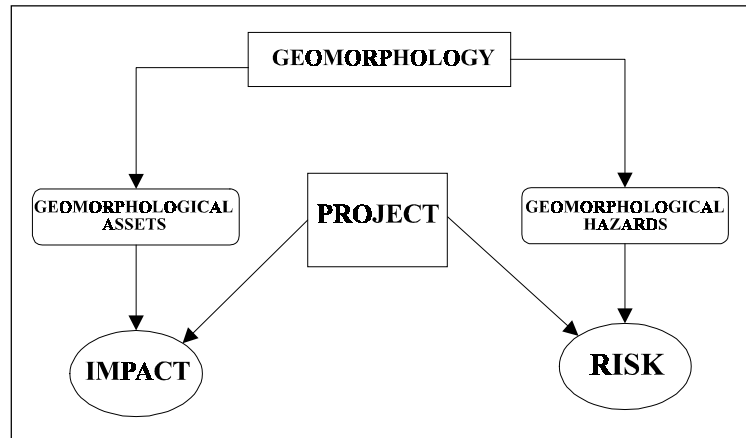 GEOMORPHOLOGY
GEOMORPHOLOGICAL
ASSETS
PROJECT
GEOMORPHOLOGICAL
HAZARDS
IMPACT
RISK